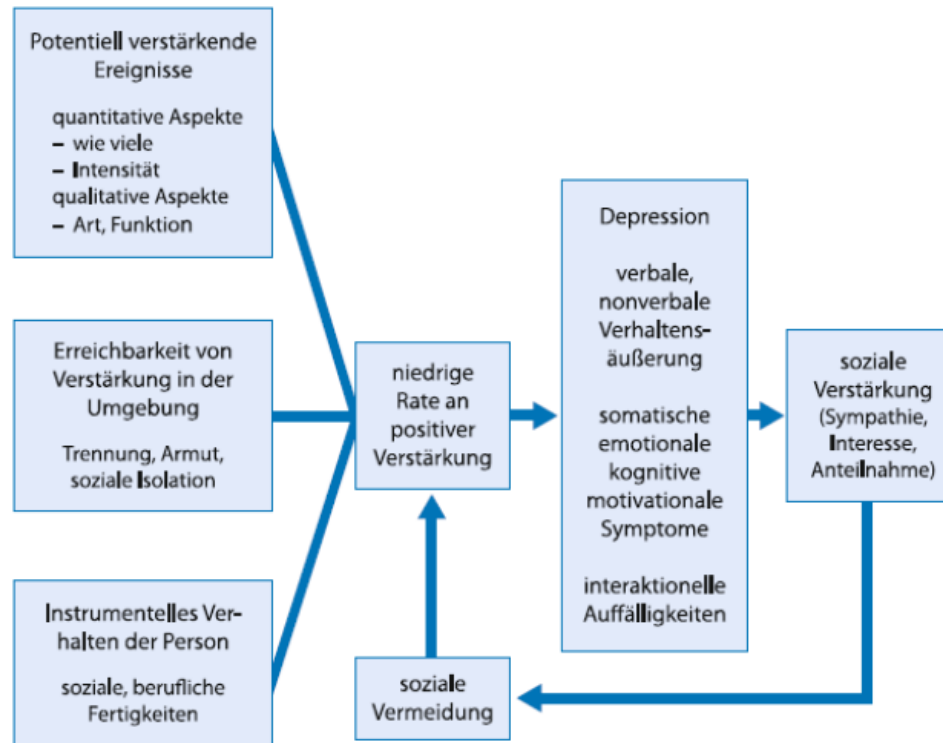 Potentiell verstärkende
Ereignisse
quantitative Aspekte
– wie viele
– Intensität
qualitative Aspekte
– Art, Funktion
Erreichbarkeit von
Verstärkung in der
Umgebung
Trennung, Armut,
soziale Isolation
Instrumentelles Ver-
halten der Person
soziale, berufliche
Fertigkeiten
niedrige
Rate an
positiver
Verstärkung
Depression
verbale,
nonverbale
Verhaltens-
äußerung
somatische
emotionale
kognitive
motivationale
Symptome
interaktionelle
Auffälligkeiten
soziale
Verstärkung
(Sympathie,
Interesse,
Anteilnahme)
soziale
Vermeidung